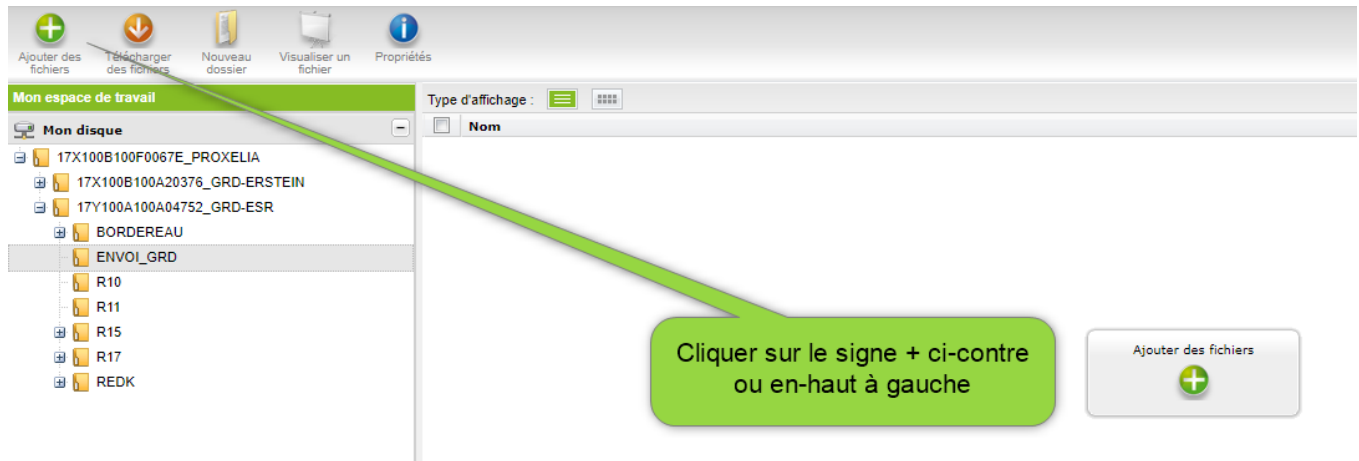 Ajouter des fichiers
Télécharger des fichiers
Nouveau dossier
Visualiser un fichier
Propriétés
Mon espace de travail
Type d'affichage :
Mon disque
Nom
17X100B100F0067E_PROXELIA
17X100B100A20376_GRD-ERSTEIN
17Y100A100A04752_GRD-ESR
BORDEREAU
ENVOI_GRD
R10
R11
R15
R17
REDK
Cliquer sur le signe + ci-contre
ou en-haut à gauche
Ajouter des fichiers